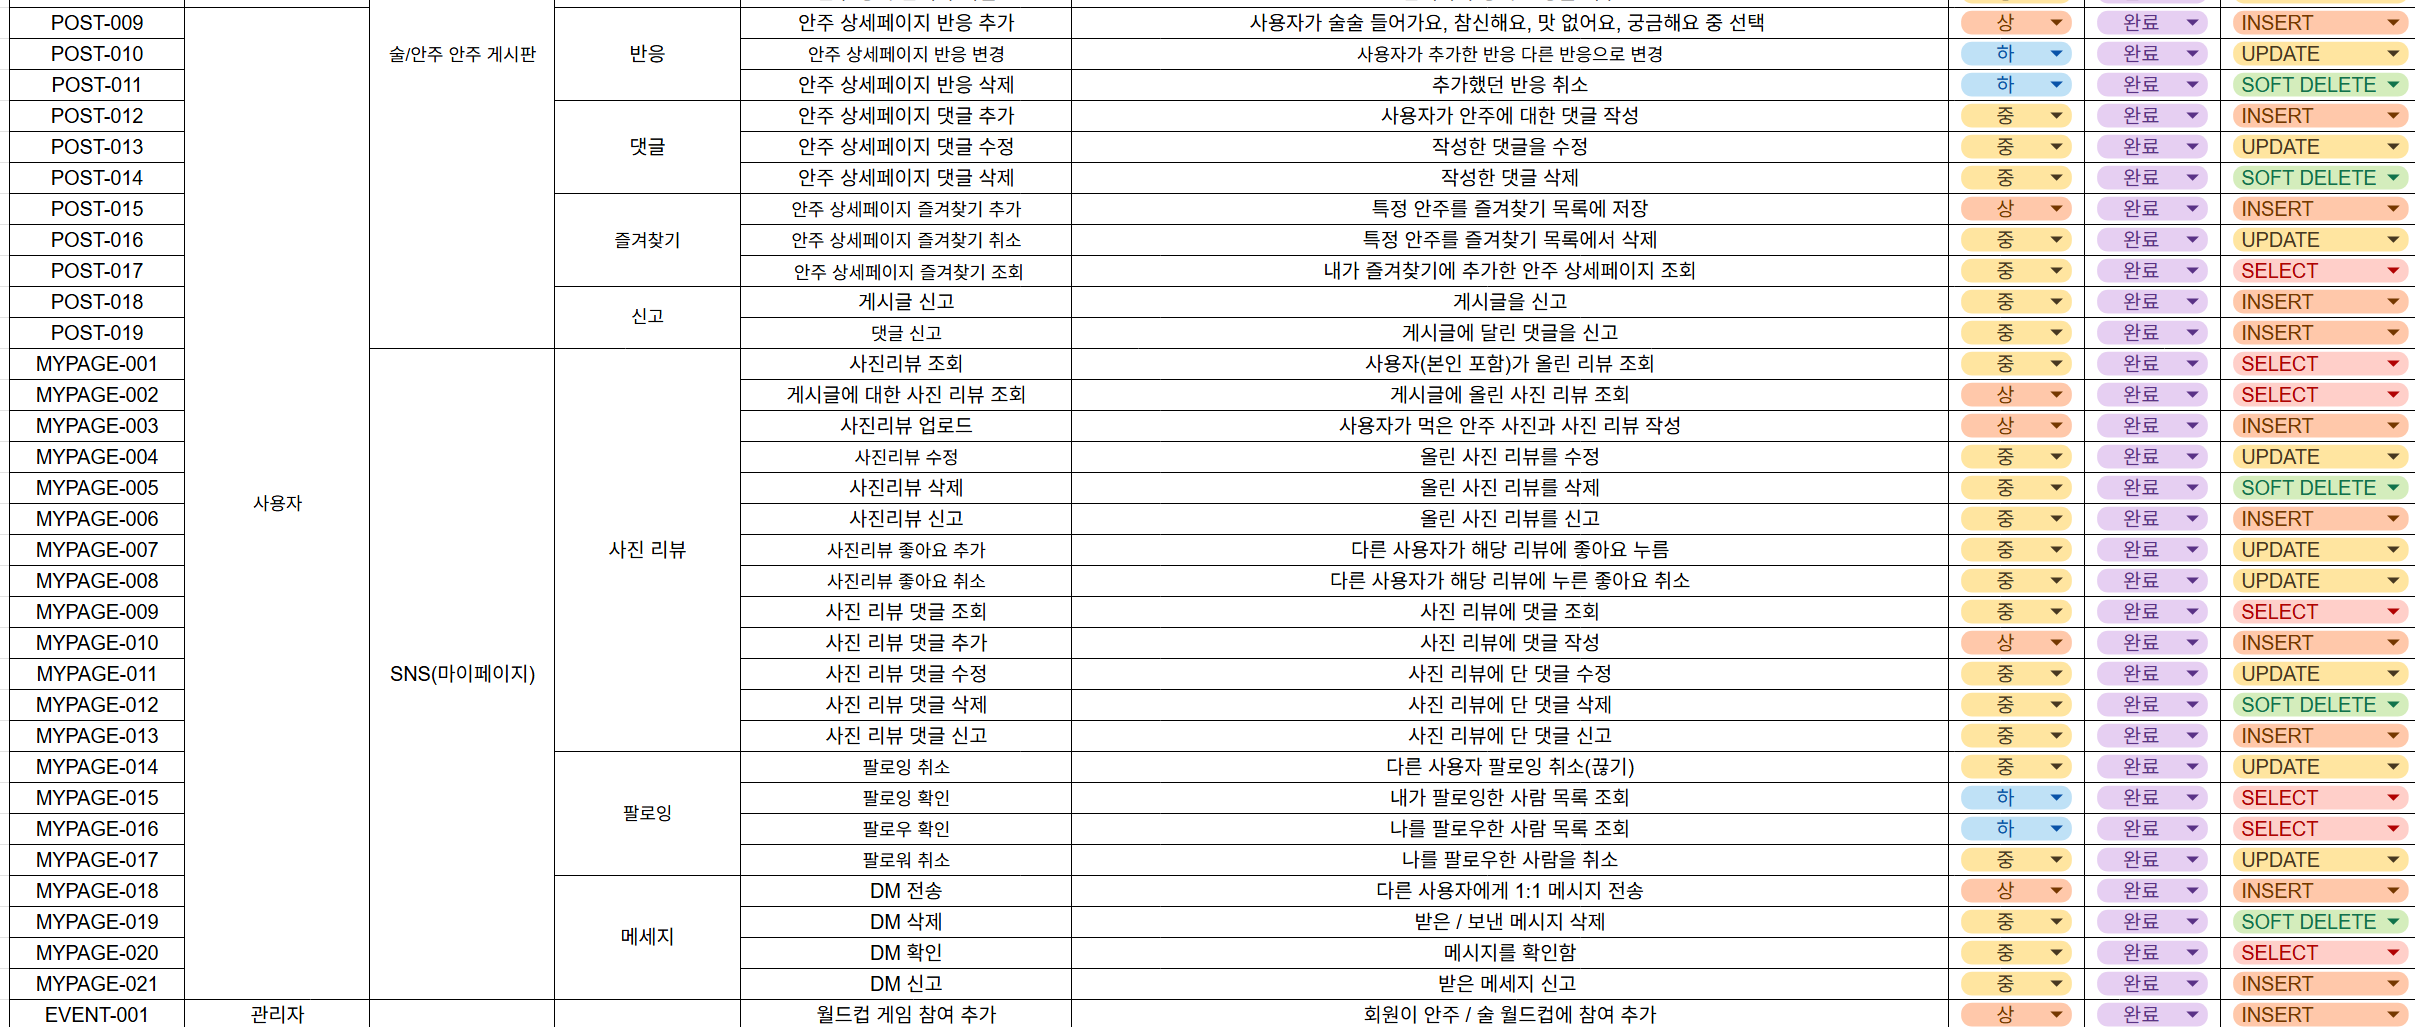 POST-009 안주 상세페이지 반응 추가 사용자가 술술 들어가요, 참신해요, 맛 없어요, 궁금해요 중 선택 상 완료 INSERT
POST-010 술/안주 안주 게시판 반응 안주 상세페이지 반응 변경 사용자가 추가한 반응 다른 반응으로 변경 하 완료 UPDATE
POST-011 안주 상세페이지 반응 삭제 추가했던 반응 취소 하 완료 SOFT DELETE
POST-012 안주 상세페이지 댓글 추가 사용자가 안주에 대한 댓글 작성 중 완료 INSERT
POST-013 댓글 안주 상세페이지 댓글 수정 작성한 댓글을 수정 중 완료 UPDATE
POST-014 안주 상세페이지 댓글 삭제 작성한 댓글 삭제 중 완료 SOFT DELETE
POST-015 안주 상세페이지 즐겨찾기 추가 특정 안주를 즐겨찾기 목록에 저장 상 완료 INSERT
POST-016 즐겨찾기 안주 상세페이지 즐겨찾기 취소 특정 안주를 즐겨찾기 목록에서 삭제 중 완료 UPDATE
POST-017 안주 상세페이지 즐겨찾기 조회 내가 즐겨찾기에 추가한 안주 상세페이지 조회 중 완료 SELECT
POST-018 신고 게시글 신고 게시글을 신고 중 완료 INSERT
POST-019 댓글 신고 게시글에 달린 댓글을 신고 중 완료 INSERT
MYPAGE-001 사진리뷰 조회 사용자(본인 포함)가 올린 리뷰 조회 중 완료 SELECT
MYPAGE-002 게시글에 대한 사진 리뷰 조회 게시글에 올린 사진 리뷰 조회 상 완료 SELECT
MYPAGE-003 사진리뷰 업로드 사용자가 먹은 안주 사진과 사진 리뷰 작성 상 완료 INSERT
MYPAGE-004 사진리뷰 수정 올린 사진 리뷰를 수정 중 완료 UPDATE
MYPAGE-005 사용자 사진리뷰 삭제 올린 사진 리뷰를 삭제 중 완료 SOFT DELETE
MYPAGE-006 사진리뷰 신고 올린 사진 리뷰를 신고 중 완료 INSERT
MYPAGE-007 사진 리뷰 사진리뷰 좋아요 추가 다른 사용자가 해당 리뷰에 좋아요 누름 중 완료 UPDATE
MYPAGE-008 사진리뷰 좋아요 취소 다른 사용자가 해당 리뷰에 누른 좋아요 취소 중 완료 UPDATE
MYPAGE-009 사진 리뷰 댓글 조회 사진 리뷰에 댓글 조회 중 완료 SELECT
MYPAGE-010 사진 리뷰 댓글 추가 사진 리뷰에 댓글 작성 상 완료 INSERT
MYPAGE-011 SNS(마이페이지) 사진 리뷰 댓글 수정 사진 리뷰에 단 댓글 수정 중 완료 UPDATE
MYPAGE-012 사진 리뷰 댓글 삭제 사진 리뷰에 단 댓글 삭제 중 완료 SOFT DELETE
MYPAGE-013 사진 리뷰 댓글 신고 사진 리뷰에 단 댓글 신고 중 완료 INSERT
MYPAGE-014 팔로잉 취소 다른 사용자 팔로잉 취소(끊기) 중 완료 UPDATE
MYPAGE-015 팔로잉 팔로잉 확인 내가 팔로잉한 사람 목록 조회 하 완료 SELECT
MYPAGE-016 팔로우 확인 나를 팔로우한 사람 목록 조회 하 완료 SELECT
MYPAGE-017 팔로워 취소 나를 팔로우한 사람을 취소 중 완료 UPDATE
MYPAGE-018 DM 전송 다른 사용자에게 1:1 메시지 전송 상 완료 INSERT
MYPAGE-019 메세지 DM 삭제 받은 / 보낸 메시지 삭제 중 완료 SOFT DELETE
MYPAGE-020 DM 확인 메시지를 확인함 중 완료 SELECT
MYPAGE-021 DM 신고 받은 메세지 신고 중 완료 INSERT
EVENT-001 관리자 월드컵 게임 참여 추가 회원이 안주 / 술 월드컵에 참여 추가 상 완료 INSERT